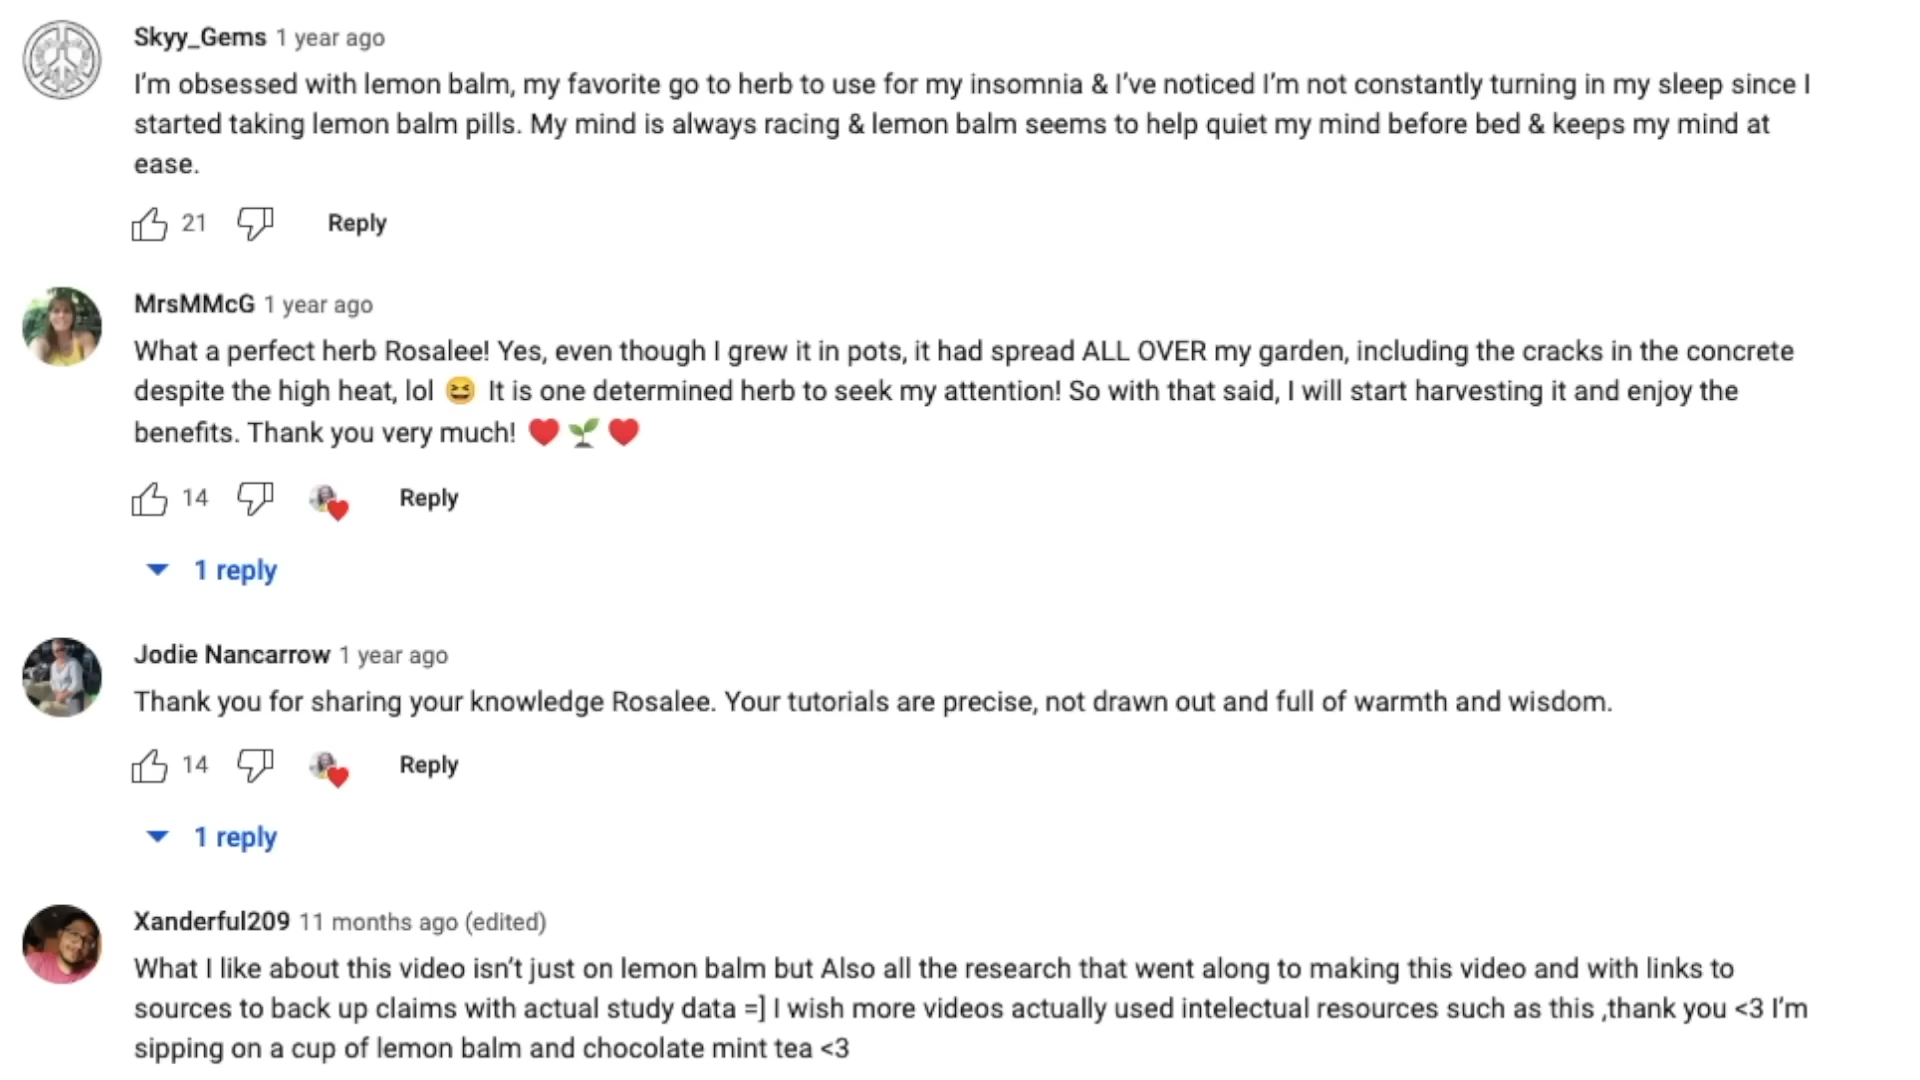 Skyy_Gems 1 year ago
I'm obsessed with lemon balm, my favorite go to herb to use for my insomnia & I've noticed I'm not constantly turning in my sleep since I
started taking lemon balm pills. My mind is always racing & lemon balm seems to help quiet my mind before bed & keeps my mind at
ease.
21 Reply
MrsMMcG 1 year ago
What a perfect herb Rosalee! Yes, even though I grew it in pots, it had spread ALL OVER my garden, including the cracks in the concrete
despite the high heat, lol 😆 It is one determined herb to seek my attention! So with that said, I will start harvesting it and enjoy the
benefits. Thank you very much! ❤️ 🌱 ❤️
14 Reply
1 reply
Jodie Nancarrow 1 year ago
Thank you for sharing your knowledge Rosalee. Your tutorials are precise, not drawn out and full of warmth and wisdom.
14 Reply
1 reply
Xanderful209 11 months ago (edited)
What I like about this video isn't just on lemon balm but Also all the research that went along to making this video and with links to
sources to back up claims with actual study data =] I wish more videos actually used intelectual resources such as this ,thank you <3 I'm
sipping on a cup of lemon balm and chocolate mint tea <3